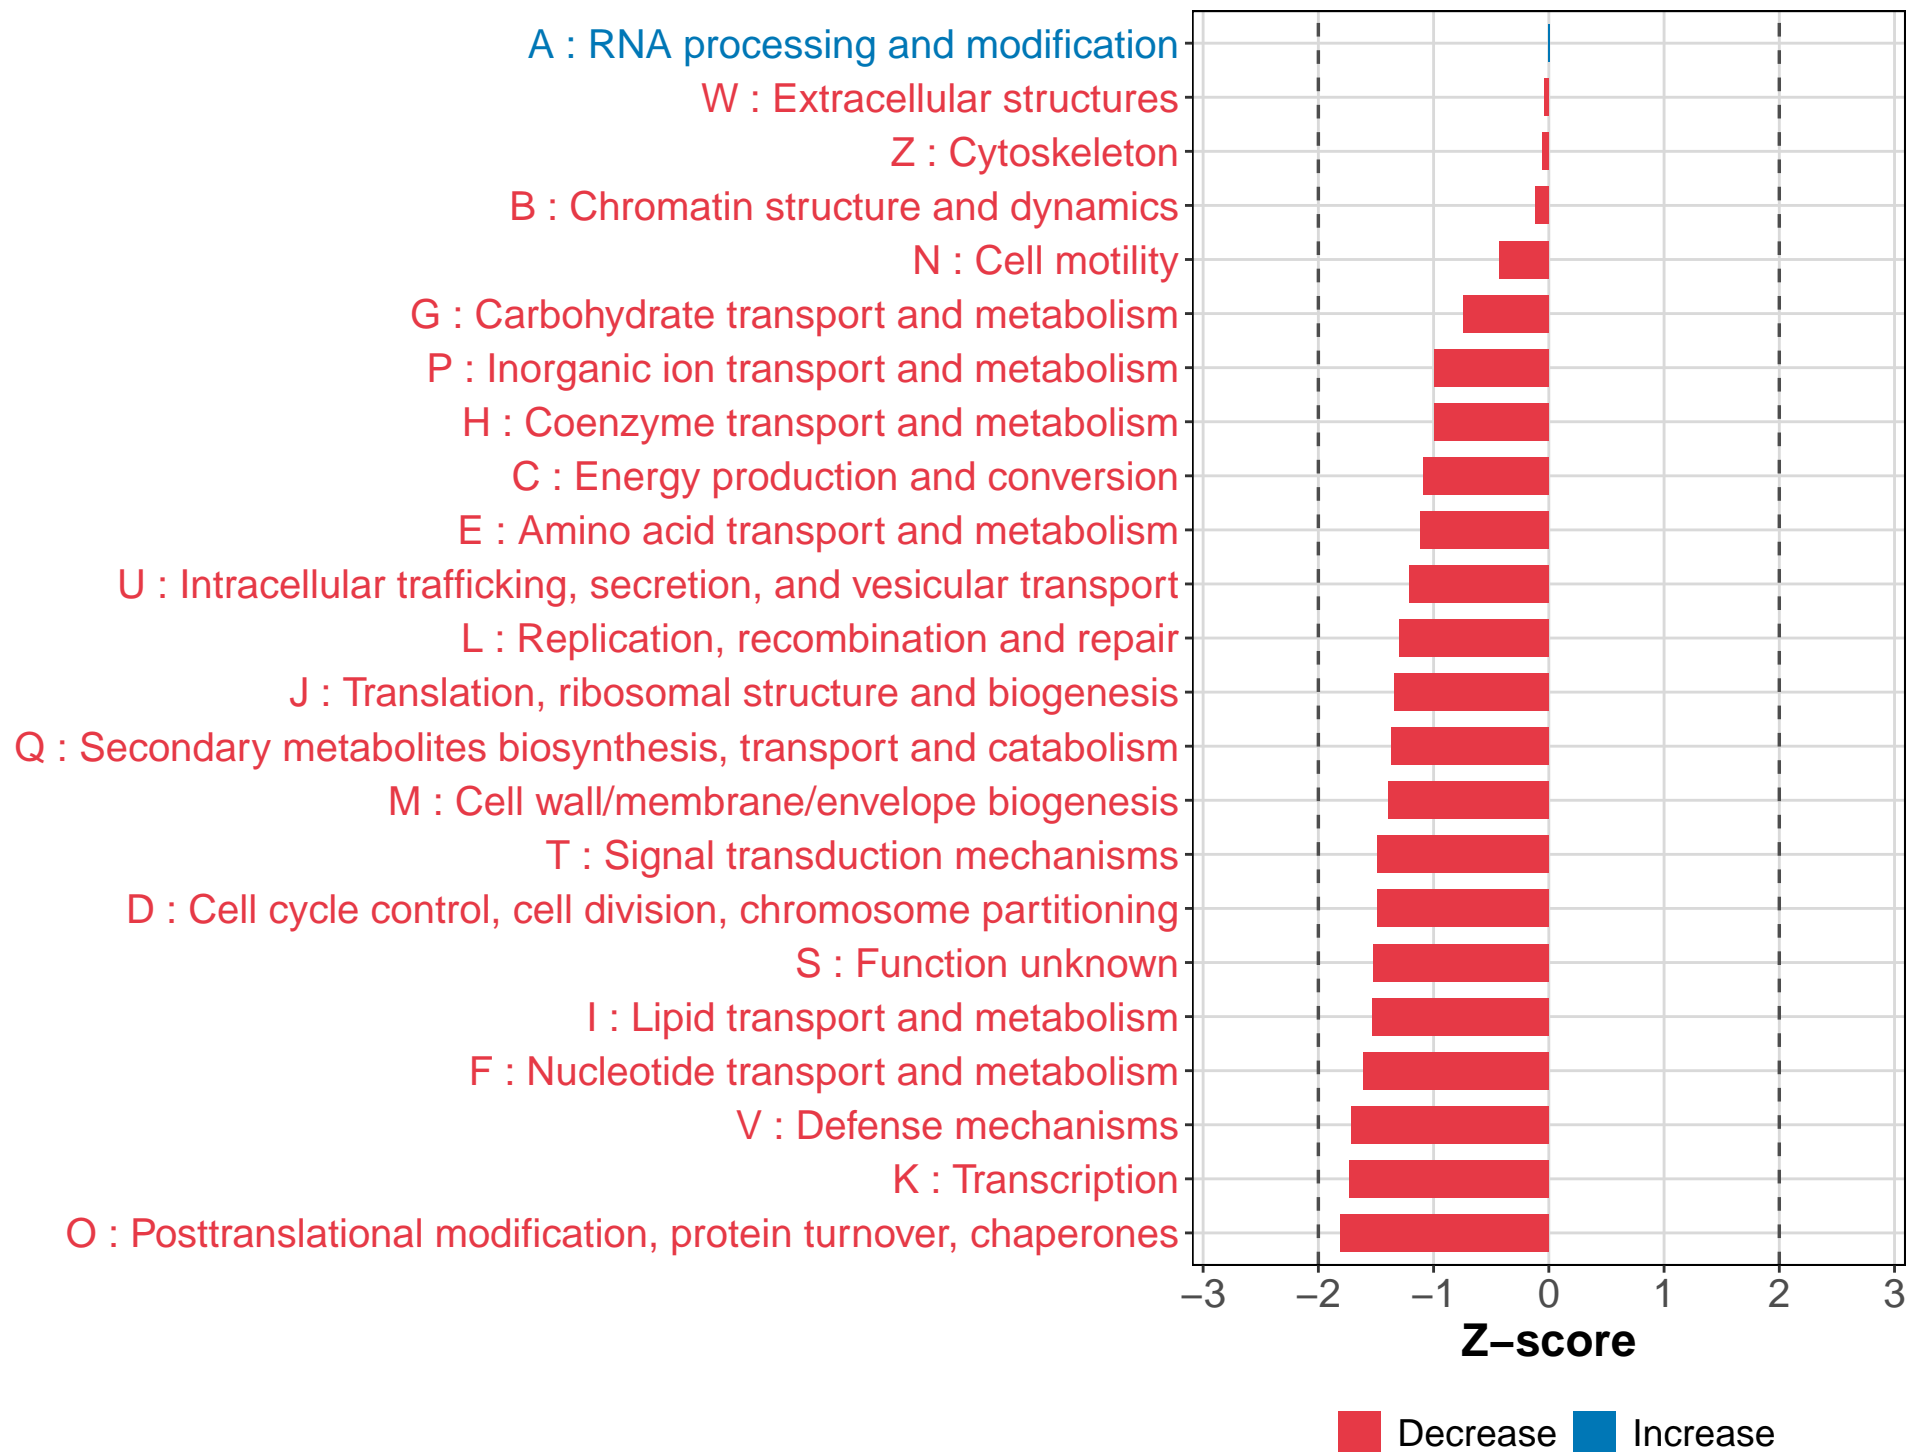 A : RNA processing and modification
W : Extracellular structures
Z : Cytoskeleton
B : Chromatin structure and dynamics
N : Cell motility
G : Carbohydrate transport and metabolism
P : Inorganic ion transport and metabolism
H : Coenzyme transport and metabolism
C : Energy production and conversion
E : Amino acid transport and metabolism
U : Intracellular trafficking, secretion, and vesicular transport
L : Replication, recombination and repair
J : Translation, ribosomal structure and biogenesis
Q : Secondary metabolites biosynthesis, transport and catabolism
M : Cell wall/membrane/envelope biogenesis
T : Signal transduction mechanisms
D : Cell cycle control, cell division, chromosome partitioning
S : Function unknown
I : Lipid transport and metabolism
F : Nucleotide transport and metabolism
V : Defense mechanisms
K : Transcription
O : Posttranslational modification, protein turnover, chaperones
−3 −2 −1 0 1 2 3
Z−score
Decrease Increase